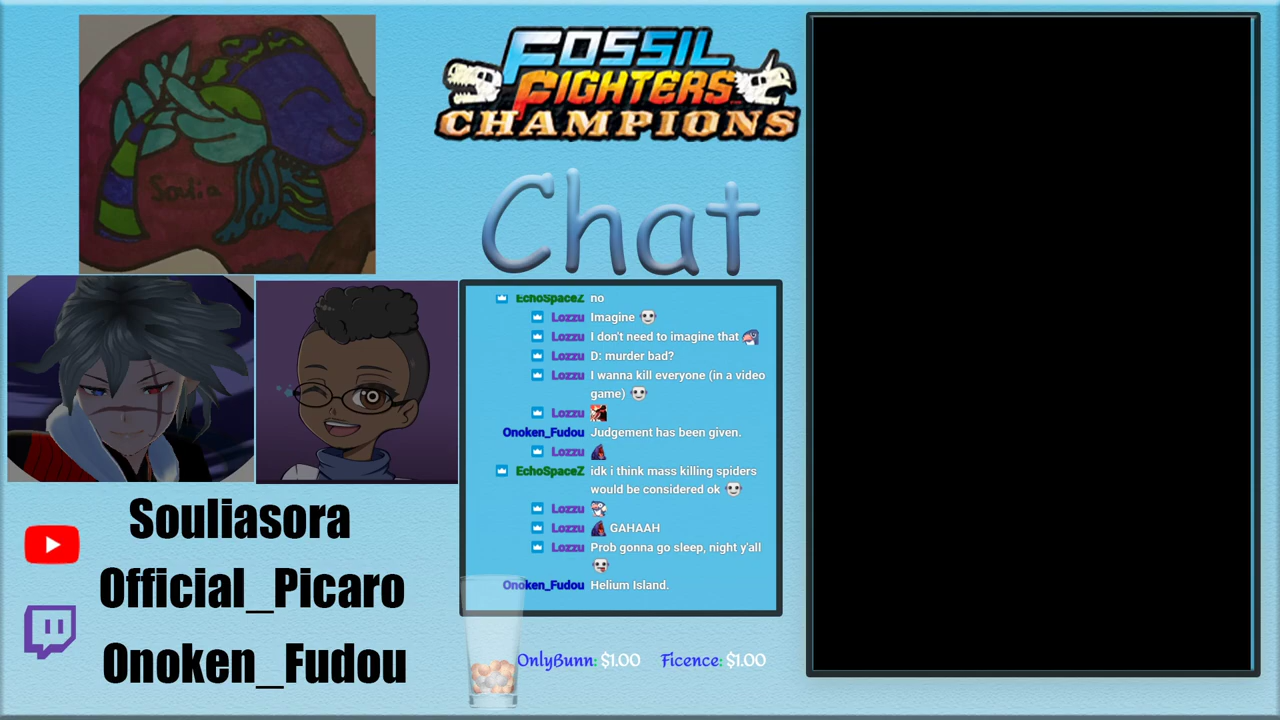 Soulia
FOSSIL
FIGHTERS
CHAMPIONS
Chat
EchoSpaceZ no
Lozzu Imagine
Lozzu I don't need to imagine that
Lozzu D: murder bad?
Lozzu I wanna kill everyone (in a video
game)
Lozzu
Onoken_Fudou Judgement has been given.
Lozzu
EchoSpaceZ idk i think mass killing spiders
would be considered ok
Lozzu
Lozzu GAHAAH
Lozzu Prob gonna go sleep, night y'all
Onoken_Fudou Helium Island.
Souliasora
Official_Picaro
Onoken_Fudou
OnlyBunn: $1.00 Ficence: $1.00